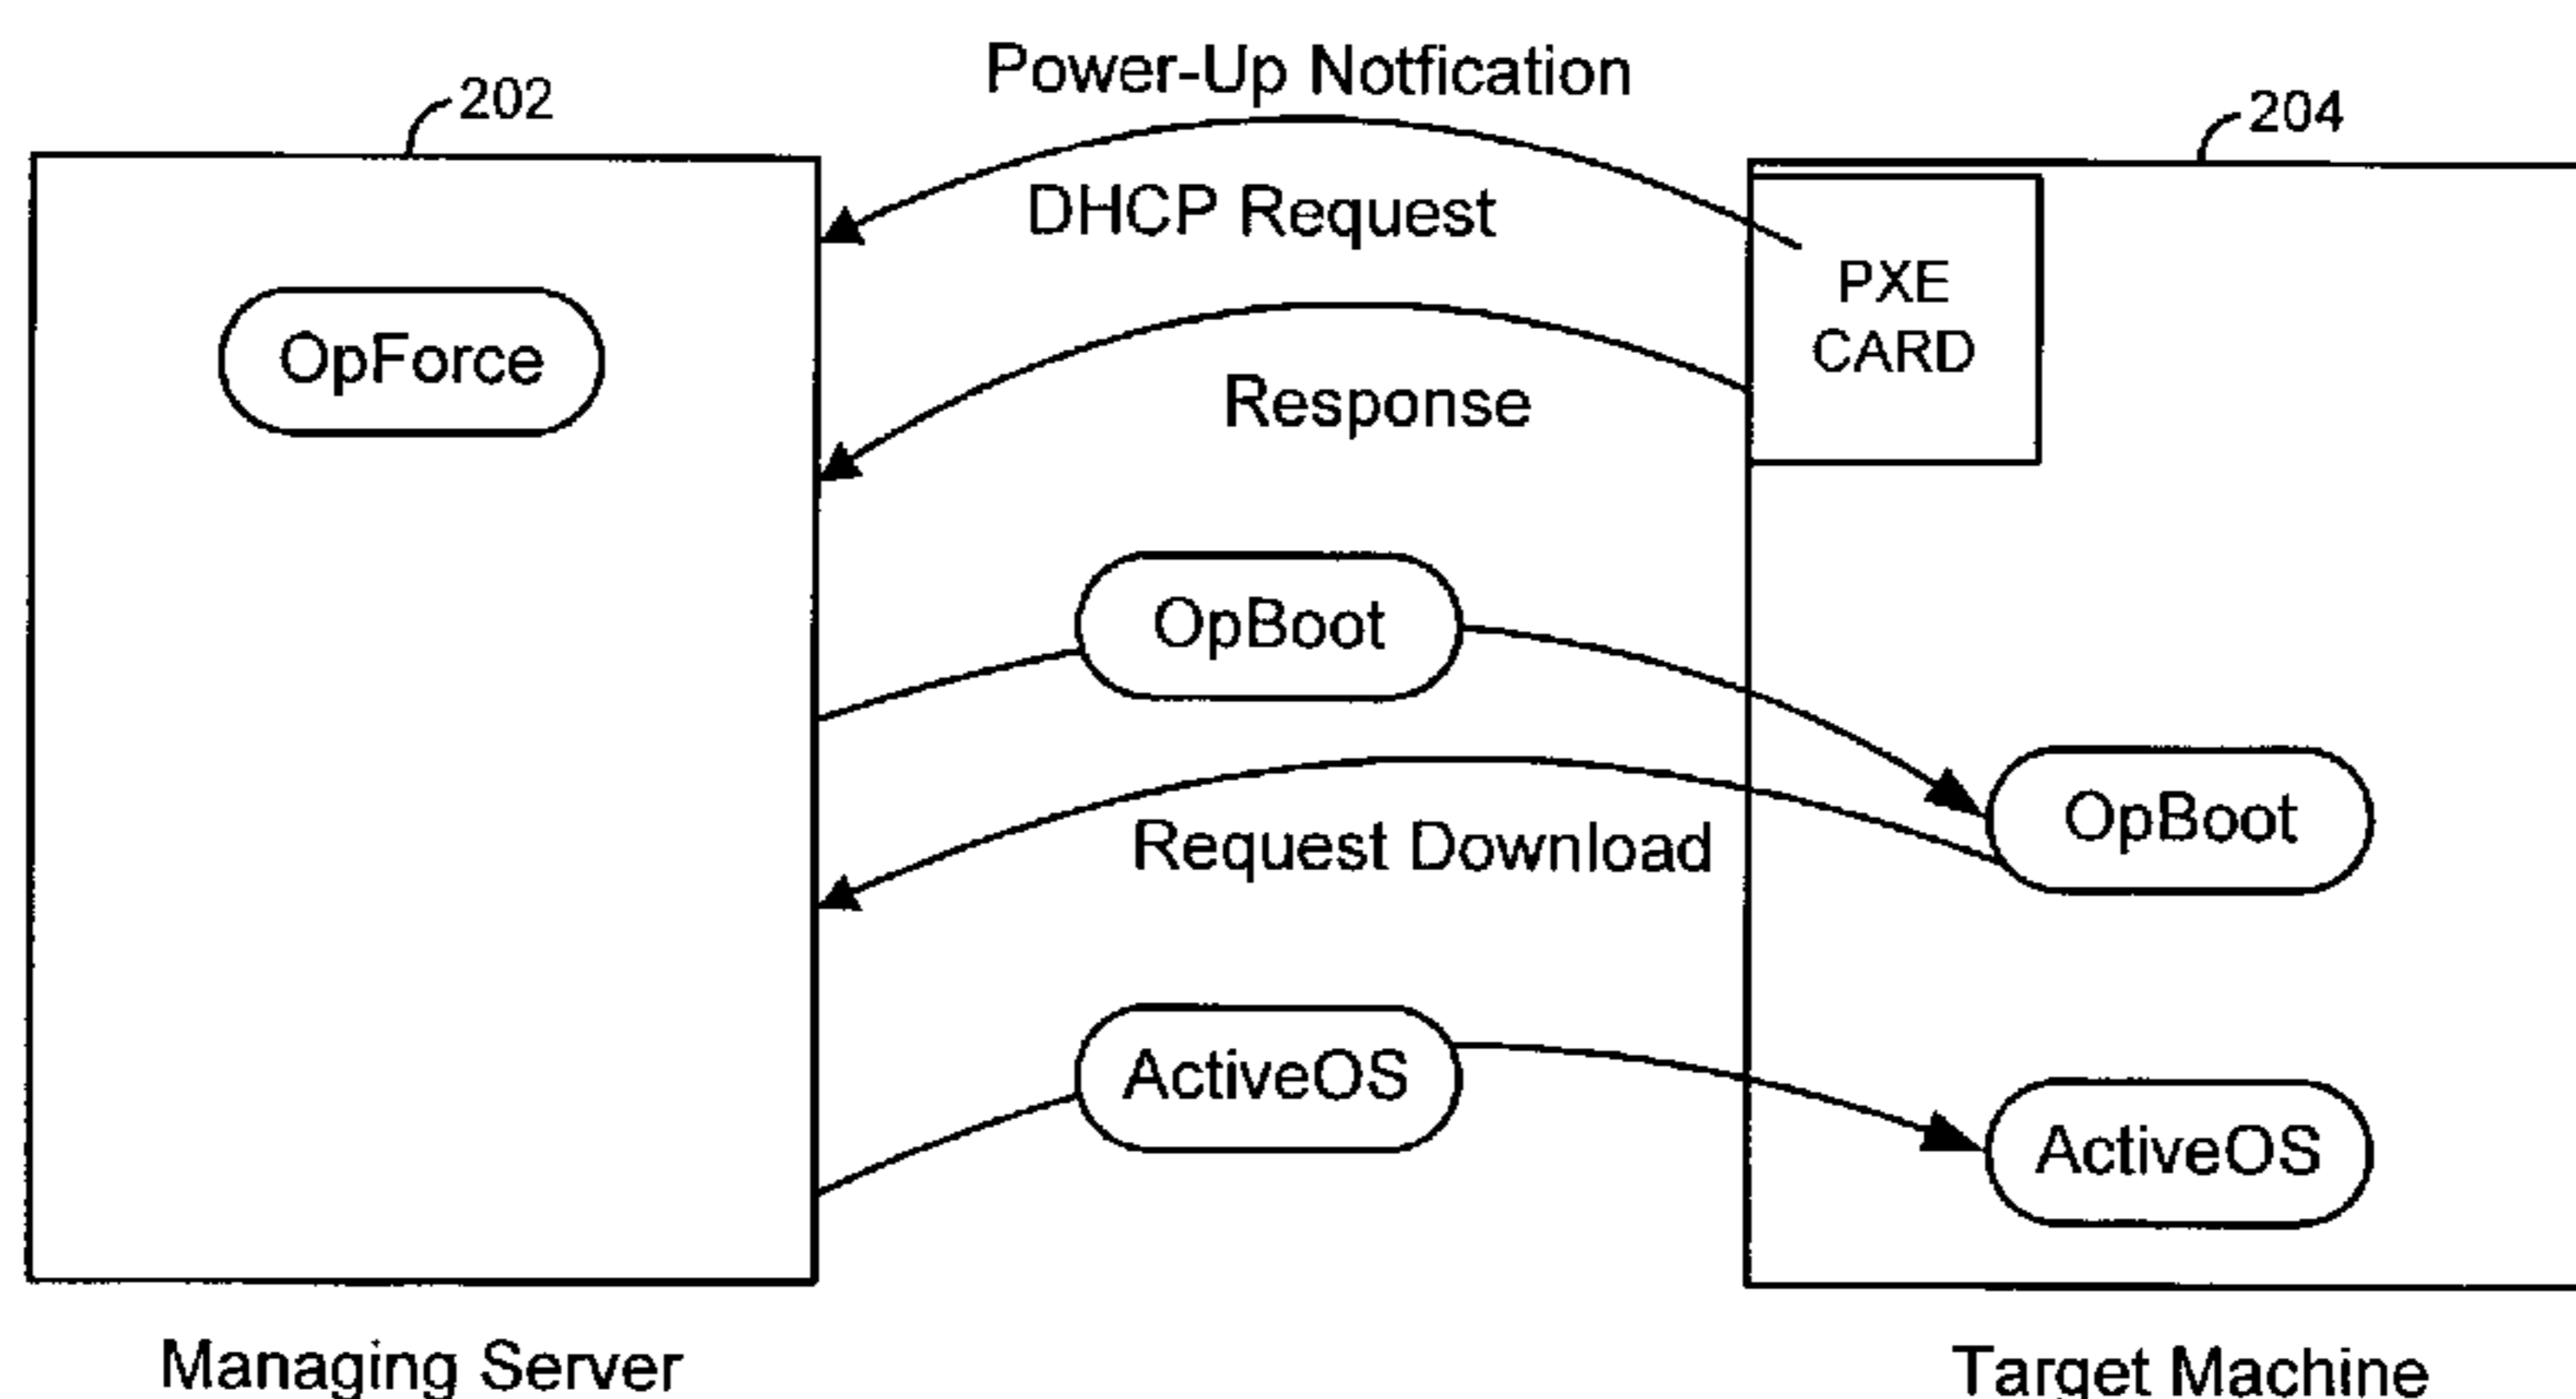 Power-Up Notfication
202
204
DHCP Request
PXE
CARD
OpForce
Response
OpBoot
OpBoot
Request Download
ActiveOS
ActiveOS
Managing Server
Target Machine